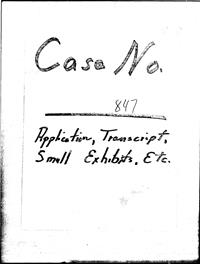 Case No.
847
Application, Transcript,
Small Exhibits, Etc.